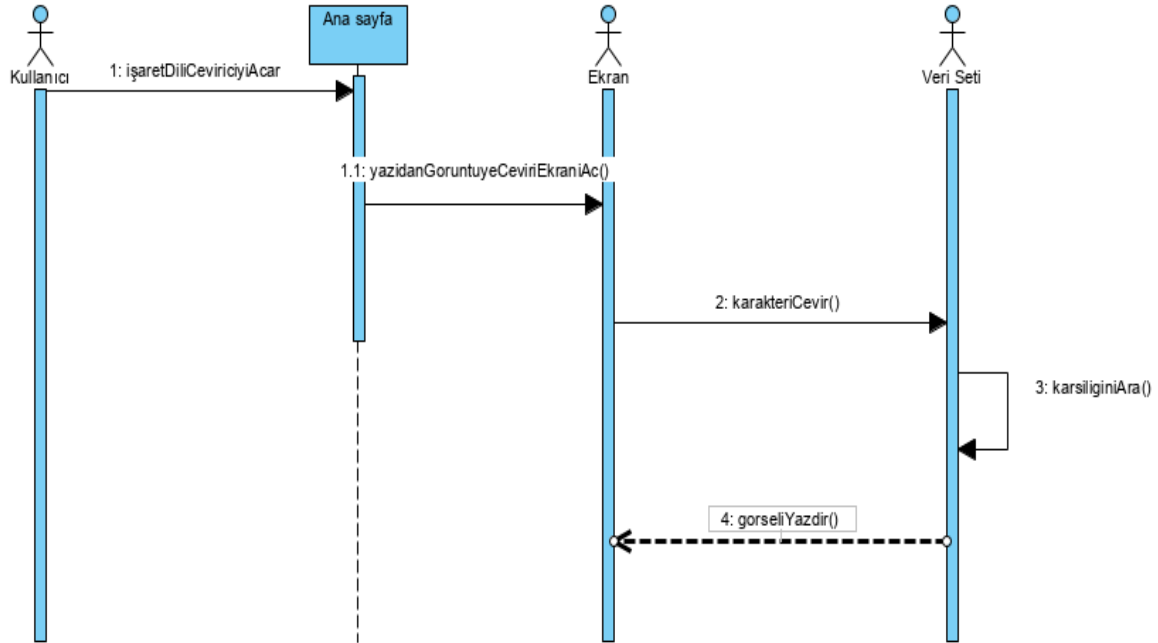 Kullanıcı
Ana sayfa
Ekran
Veri Seti
1: işaretDiliCeviriciyiAcar
1.1: yazidanGoruntuyeCeviriEkraniAc()
2: karakteriCevir()
3: karsiliginiAra()
4: gorseliYazdir()